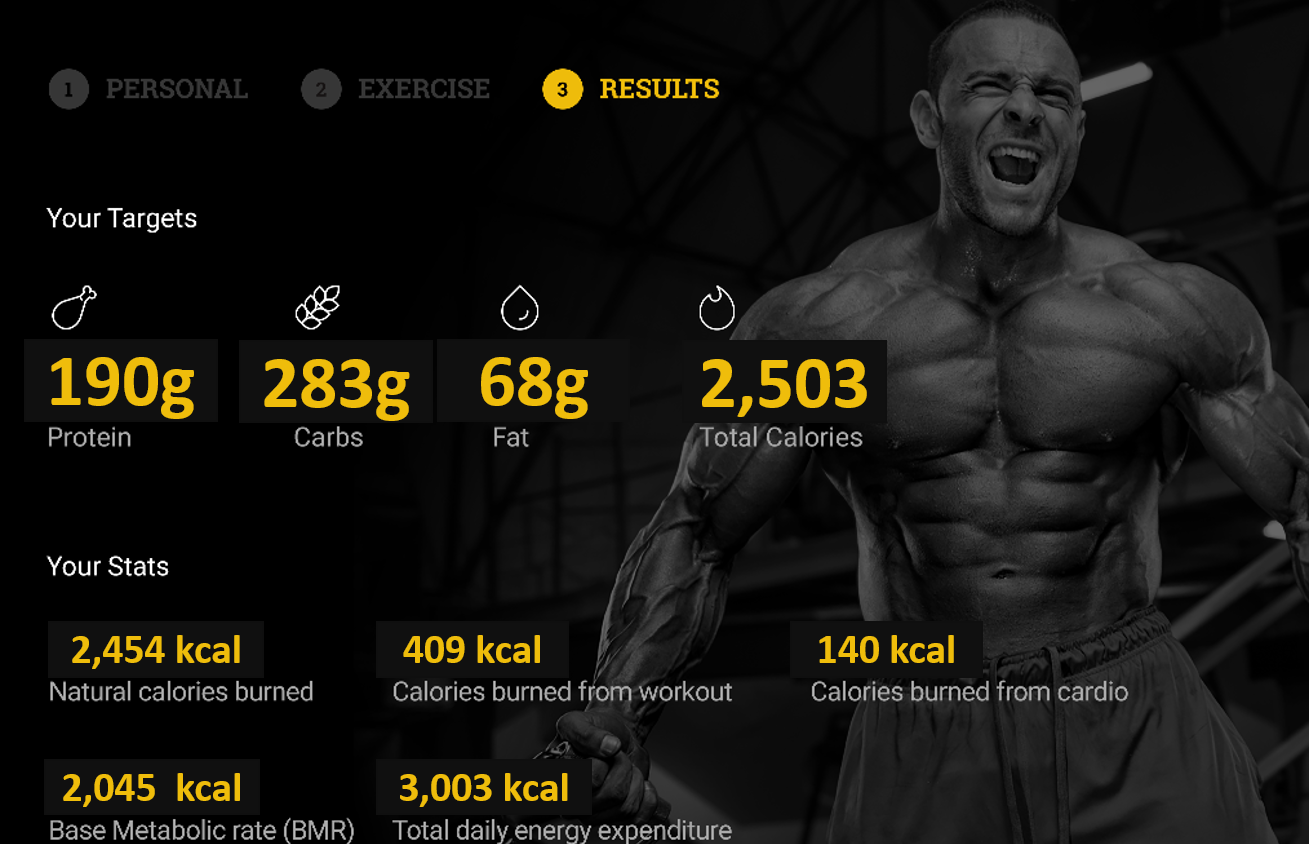 1 PERSONAL 2 EXERCISE 3 RESULTS
Your Targets
190g 283g 68g 2,503
Protein Carbs Fat Total Calories
Your Stats
2,454 kcal 409 kcal 140 kcal
Natural calories burned Calories burned from workout Calories burned from cardio
2,045 kcal 3,003 kcal
Base Metabolic rate (BMR) Total daily energy expenditure